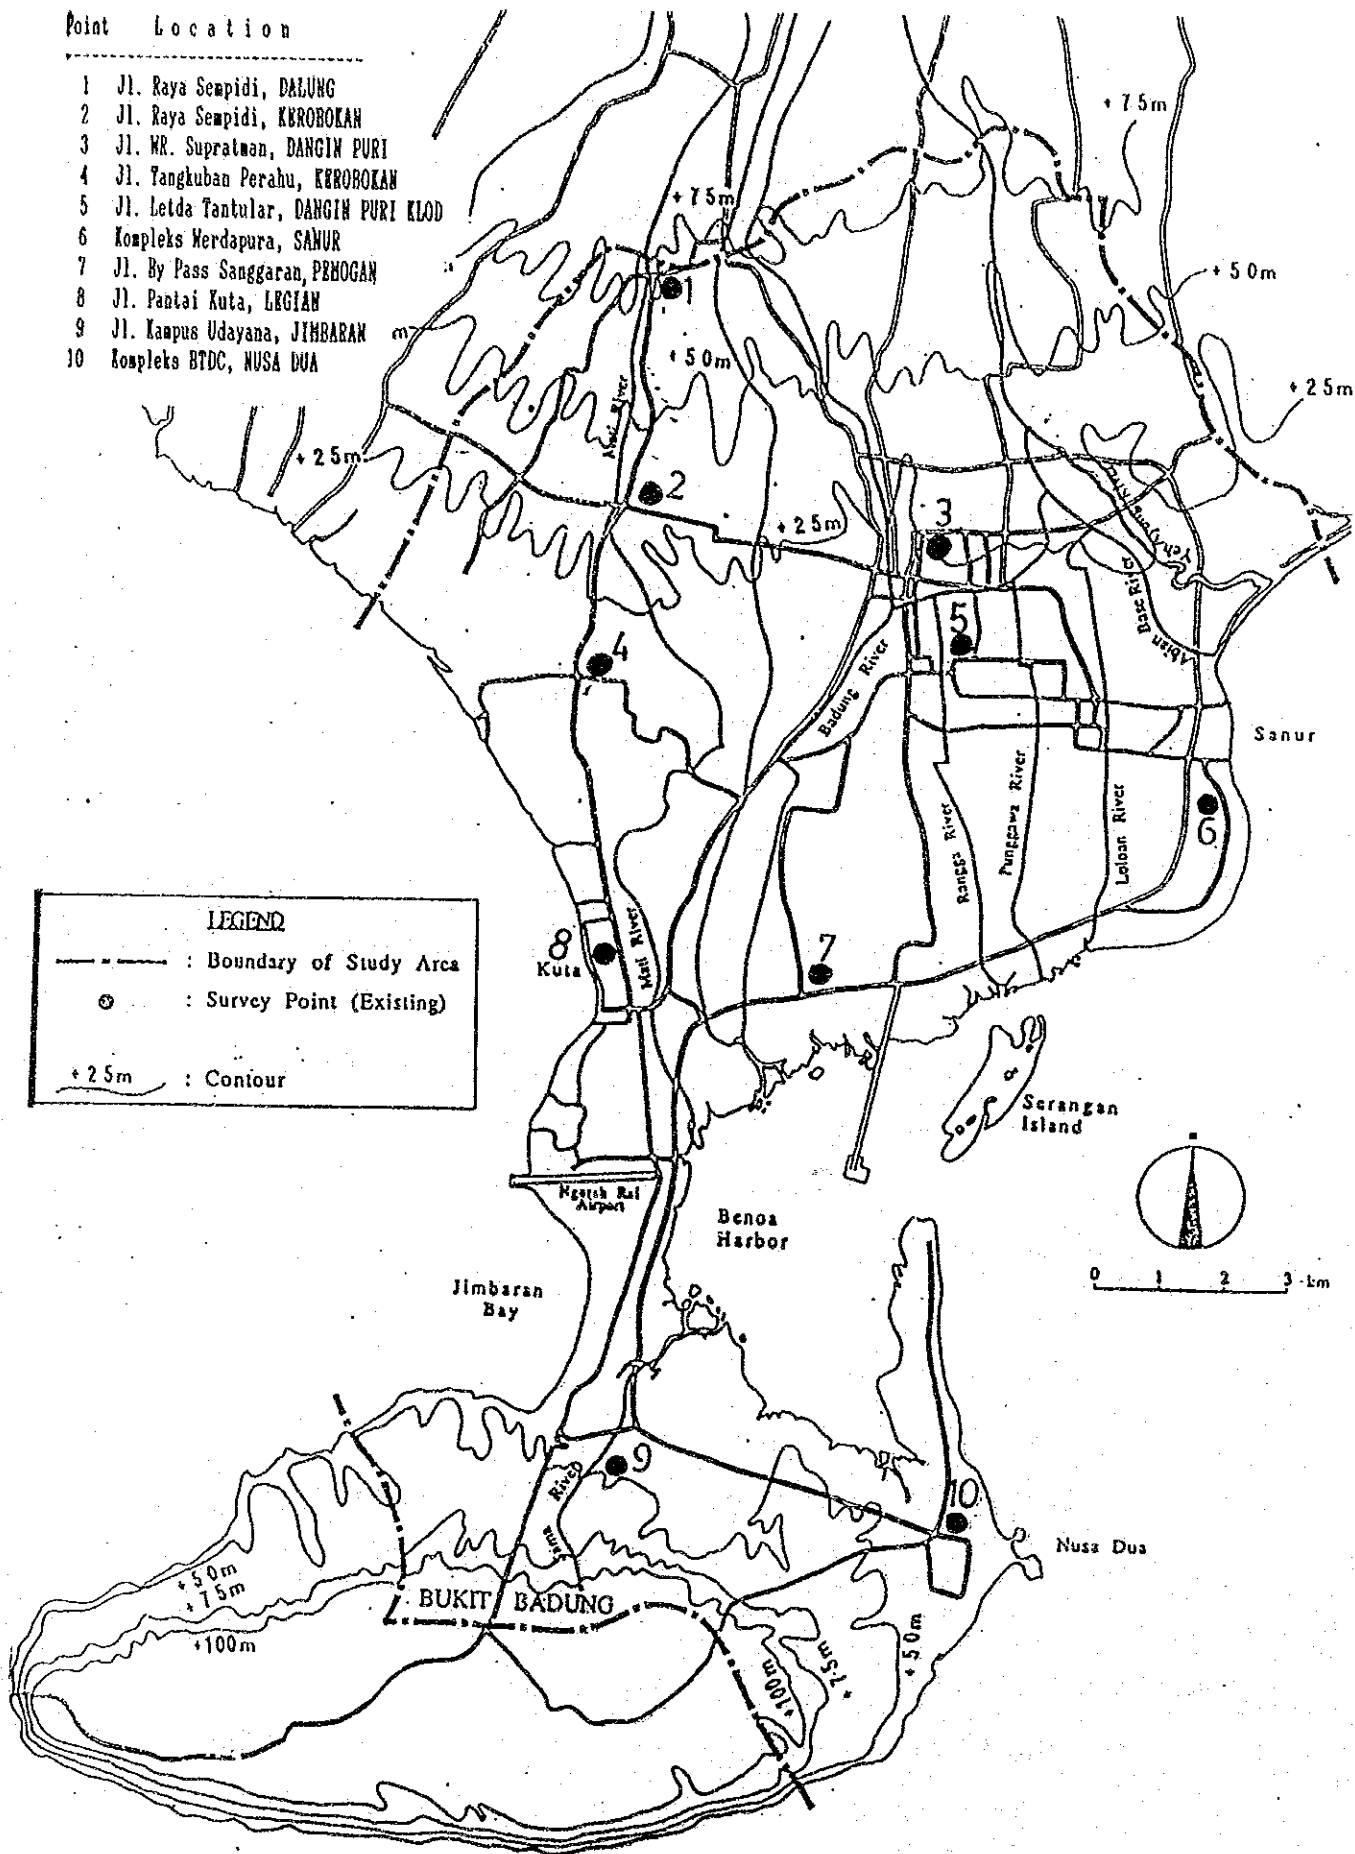 Point Location
1 Jl. Raya Sempidi, DALUNG
2 Jl. Raya Sempidi, KEROBOKAN
3 Jl. WR. Supratman, DANGIN PURI
4 Jl. Tangkuban Perahu, KEROBOKAN
5 Jl. Letda Tantular, DANGIN PURI KLOD
6 Kompleks Werdapura, SANUR
7 Jl. By Pass Sanggaran, PEMOGAN
8 Jl. Pantai Kuta, LEGIAN
9 Jl. Kampus Udayana, JIMBARAN
10 Kompleks BTDC, NUSA DUA
m
+75m
+75m
+50m
+25m
1
+50m
River
+25m
2
+25m
3
River
Abian Base River
4
5
Badung River
Sanur
Rangga River
Punggawa River
Loloan River
6
LEGEND
: Boundary of Study Area
: Survey Point (Existing)
+25m : Contour
8
Kuta
Mati River
7
Serangan
Island
Ngurah Rai
Airport
Benoa
Harbor
Jimbaran
Bay
0 1 2 3 km
9
River
Sama
10
Nusa Dua
+50m
+75m
+100m
BUKIT BADUNG
+100m
+75m
+50m